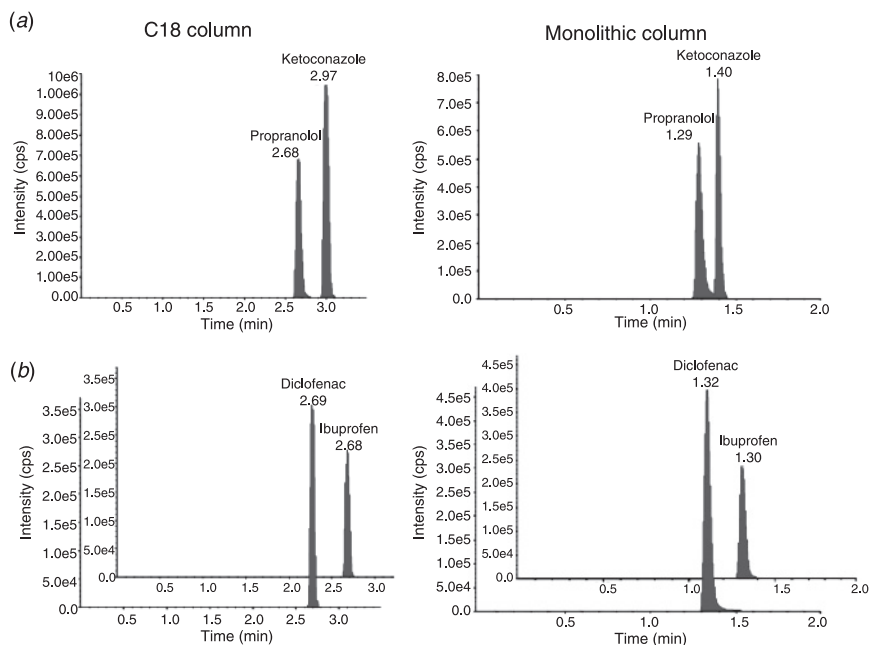 (a)
C18 column
Intensity (cps)
10e6
1.00e6
9.00e5
8.00e5
7.00e5
6.00e5
5.00e5
4.00e5
3.00e5
2.00e5
1.00e5
0.00
Propranolol
2.68
Ketoconazole
2.97
0.5 1.0 1.5 2.0 2.5 3.0
Time (min)
Monolithic column
Intensity (cps)
8.0e5
7.0e5
6.0e5
5.0e5
4.0e5
3.0e5
2.0e5
1.0e5
0.0
Propranolol
1.29
Ketoconazole
1.40
0.5 1.0 1.5 2.0
Time (min)
(b)
Intensity (cps)
3.5e5
3.0e5
2.5e5
2.0e5
1.5e5
1.0e5
5.0e4
0.0
3.5e5
3.0e5
2.5e5
2.0e5
1.5e5
1.0e5
5.0e4
0.0
Diclofenac
2.69
Ibuprofen
2.68
0.5 1.0 1.5 2.0 2.5 3.0
0.5 1.0 1.5 2.0 2.5 3.0
Time (min)
Intensity (cps)
4.5e5
4.0e5
3.5e5
3.0e5
2.5e5
2.0e5
1.5e5
1.0e5
5.0e4
0.0
4.5e5
4.0e5
3.5e5
3.0e5
2.5e5
2.0e5
1.5e5
1.0e5
5.0e4
0.0
Diclofenac
1.32
Ibuprofen
1.30
0.5 1.0 1.5 2.0
0.5 1.0 1.5 2.0
Time (min)